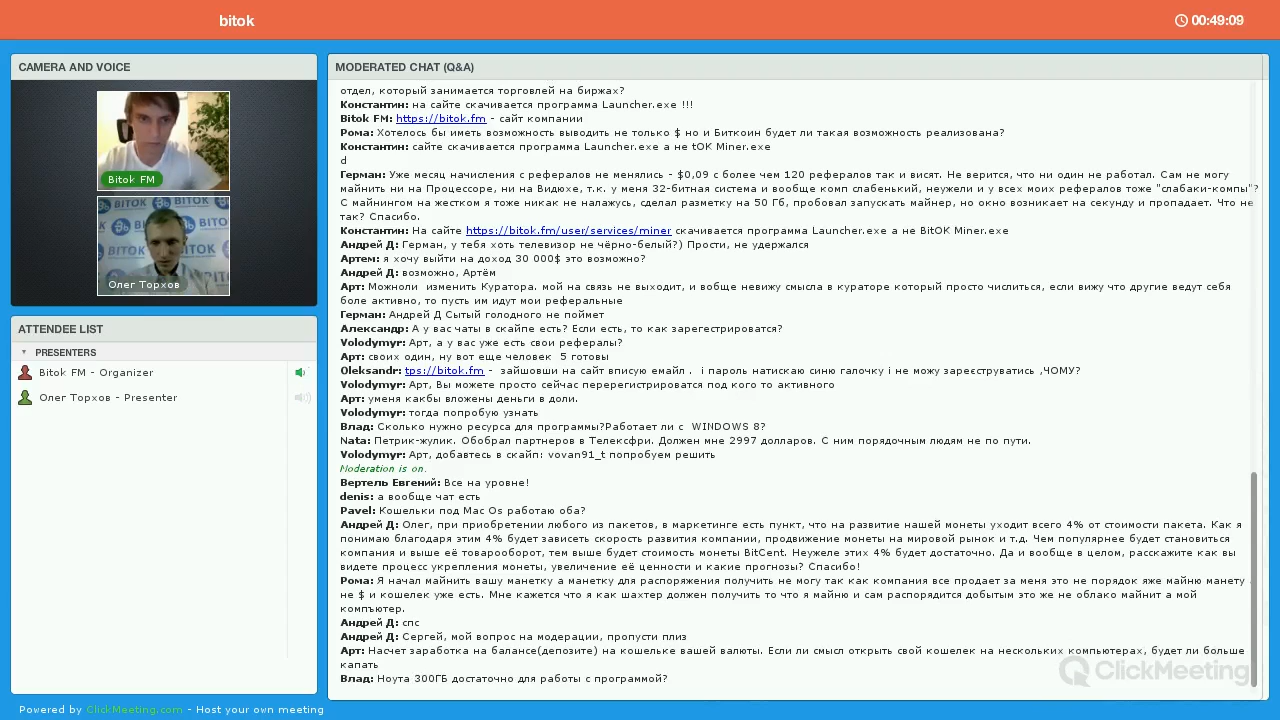 bitok
00:49:09
CAMERA AND VOICE
Bitok FM
BITOK
Олег Торхов
ATTENDEE LIST
PRESENTERS
Bitok FM - Organizer
Олег Торхов - Presenter
MODERATED CHAT (Q&A)
отдел, который занимается торговлей на биржах?
Константин: на сайте скачивается программа Launcher.exe !!!
Bitok FM: https://bitok.fm - сайт компании
Рома: Хотелось бы иметь возможность выводить не только $ но и Биткоин будет ли такая возможность реализована?
Константин: сайте скачивается программа Launcher.exe а не tOK Miner.exe
d
Герман: Уже месяц начисления с рефералов не менялись - $0,09 с более чем 120 рефералов так и висят. Не верится, что ни один не работал. Сам не могу
майнить ни на Процессоре, ни на Видюхе, т.к. у меня 32-битная система и вообще комп слабенький, неужели и у всех моих рефералов тоже "слабаки-компы"?
С майнингом на жестком я тоже никак не налажусь, сделал разметку на 50 Гб, пробовал запускать майнер, но окно возникает на секунду и пропадает. Что не
так? Спасибо.
Константин: На сайте https://bitok.fm/user/services/miner скачивается программа Launcher.exe а не BitOK Miner.exe
Андрей Д: Герман, у тебя хоть телевизор не чёрно-белый?) Прости, не удержался
Артем: я хочу выйти на доход 30 000$ это возможно?
Андрей Д: возможно, Артём
Арт: Можноли  изменить Куратора. мой на связь не выходит, и вобще невижу смысла в кураторе который просто числиться, если вижу что другие ведут себя
боле активно, то пусть им идут мои реферальные
Герман: Андрей Д Сытый голодного не поймет
Александр: А у вас чаты в скайпе есть? Если есть, то как зарегестрироватся?
Volodymyr: Арт, а у вас уже есть свои рефералы?
Арт: своих один, ну вот еще человек  5 готовы
Oleksandr: tps://bitok.fm -  зайшовши на сайт вписую емайл .  і пароль натискаю синю галочку і не можу зареєструватись ,ЧОМУ?
Volodymyr: Арт, Вы можете просто сейчас перерегистрироватся под кого то активного
Арт: уменя какбы вложены деньги в доли.
Volodymyr: тогда попробую узнать
Влад: Сколько нужно ресурса для программы?Работает ли с  WINDOWS 8?
Nata: Петрик-жулик. Обобрал партнеров в Телексфри. Должен мне 2997 долларов. С ним порядочным людям не по пути.
Volodymyr: Арт, добавтесь в скайп: vovan91_t попробуем решить
Moderation is on.
Вертель Евгений: Все на уровне!
denis: а вообще чат есть
Pavel: Кошельки под Mac Os работаю оба?
Андрей Д: Олег, при приобретении любого из пакетов, в маркетинге есть пункт, что на развитие нашей монеты уходит всего 4% от стоимости пакета. Как я
понимаю благодаря этим 4% будет зависеть скорость развития компании, продвижение монеты на мировой рынок и т.д. Чем популярнее будет становиться
компания и выше её товарооборот, тем выше будет стоимость монеты BitCent. Неужеле этих 4% будет достаточно. Да и вообще в целом, расскажите как вы
видете процесс укрепления монеты, увеличение её ценности и какие прогнозы? Спасибо!
Рома: Я начал майнить вашу манетку а манетку для распоряжения получить не могу так как компания все продает за меня это не порядок яже майню манету
не $ и кошелек уже есть. Мне кажется что я как шахтер должен получить то что я майню и сам распорядится добытым это же не облако майнит а мой
компъютер.
Андрей Д: спс
Андрей Д: Сергей, мой вопрос на модерации, пропусти плиз
Арт: Насчет заработка на балансе(депозите) на кошельке вашей валюты. Если ли смысл открыть свой кошелек на нескольких компьютерах, будет ли больше
капать
Влад: Ноута 300ГБ достаточно для работы с программой?
ClickMeeting
Powered by ClickMeeting.com - Host your own meeting